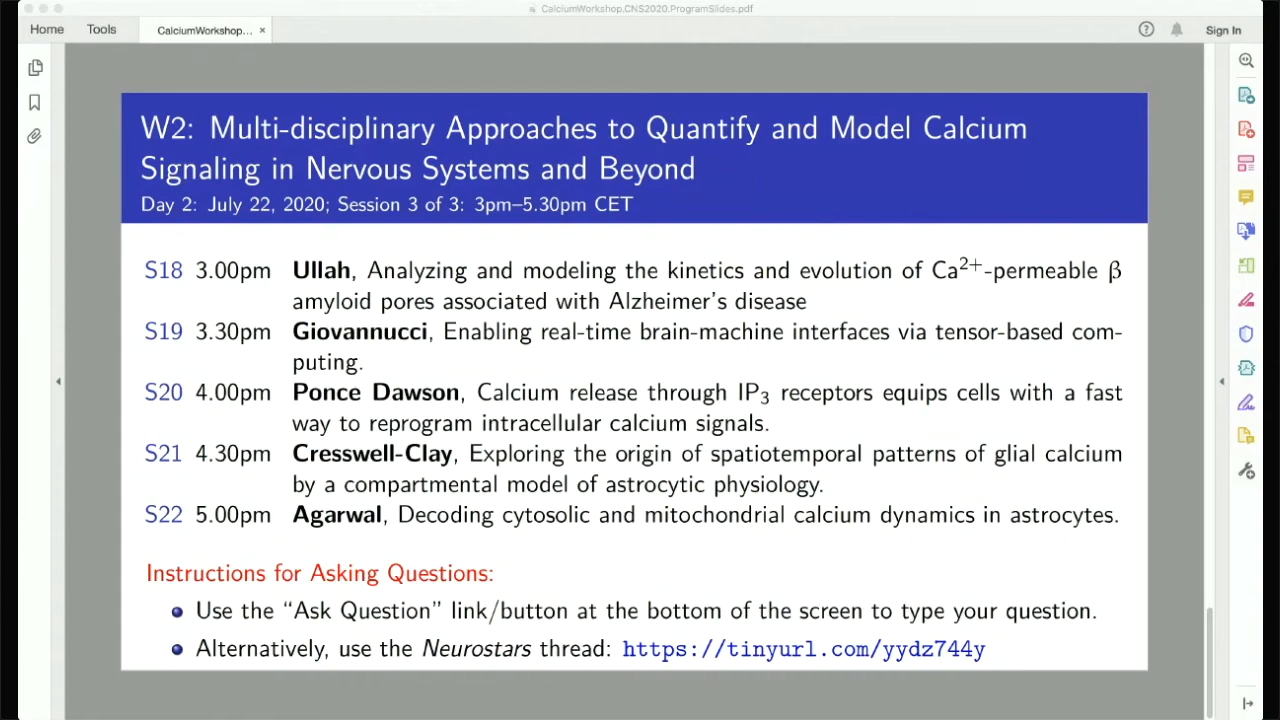 CalciumWorkshop.CNS2020.ProgramSlides.pdf
Home Tools CalciumWorkshop... × Sign In
W2: Multi-disciplinary Approaches to Quantify and Model Calcium
Signaling in Nervous Systems and Beyond
Day 2: July 22, 2020; Session 3 of 3: 3pm–5.30pm CET
S18 3.00pm Ullah, Analyzing and modeling the kinetics and evolution of Ca²⁺-permeable β
amyloid pores associated with Alzheimer's disease
S19 3.30pm Giovannucci, Enabling real-time brain-machine interfaces via tensor-based com-
puting.
S20 4.00pm Ponce Dawson, Calcium release through IP₃ receptors equips cells with a fast
way to reprogram intracellular calcium signals.
S21 4.30pm Cresswell-Clay, Exploring the origin of spatiotemporal patterns of glial calcium
by a compartmental model of astrocytic physiology.
S22 5.00pm Agarwal, Decoding cytosolic and mitochondrial calcium dynamics in astrocytes.
Instructions for Asking Questions:
Use the “Ask Question” link/button at the bottom of the screen to type your question.
Alternatively, use the Neurostars thread: https://tinyurl.com/yydz744y